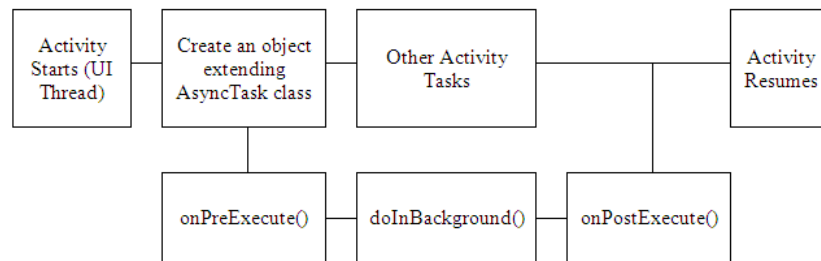 Activity
Starts (UI
Thread)
Create an object
extending
AsyncTask class
Other Activity
Tasks
Activity
Resumes
onPreExecute()
doInBackground()
onPostExecute()